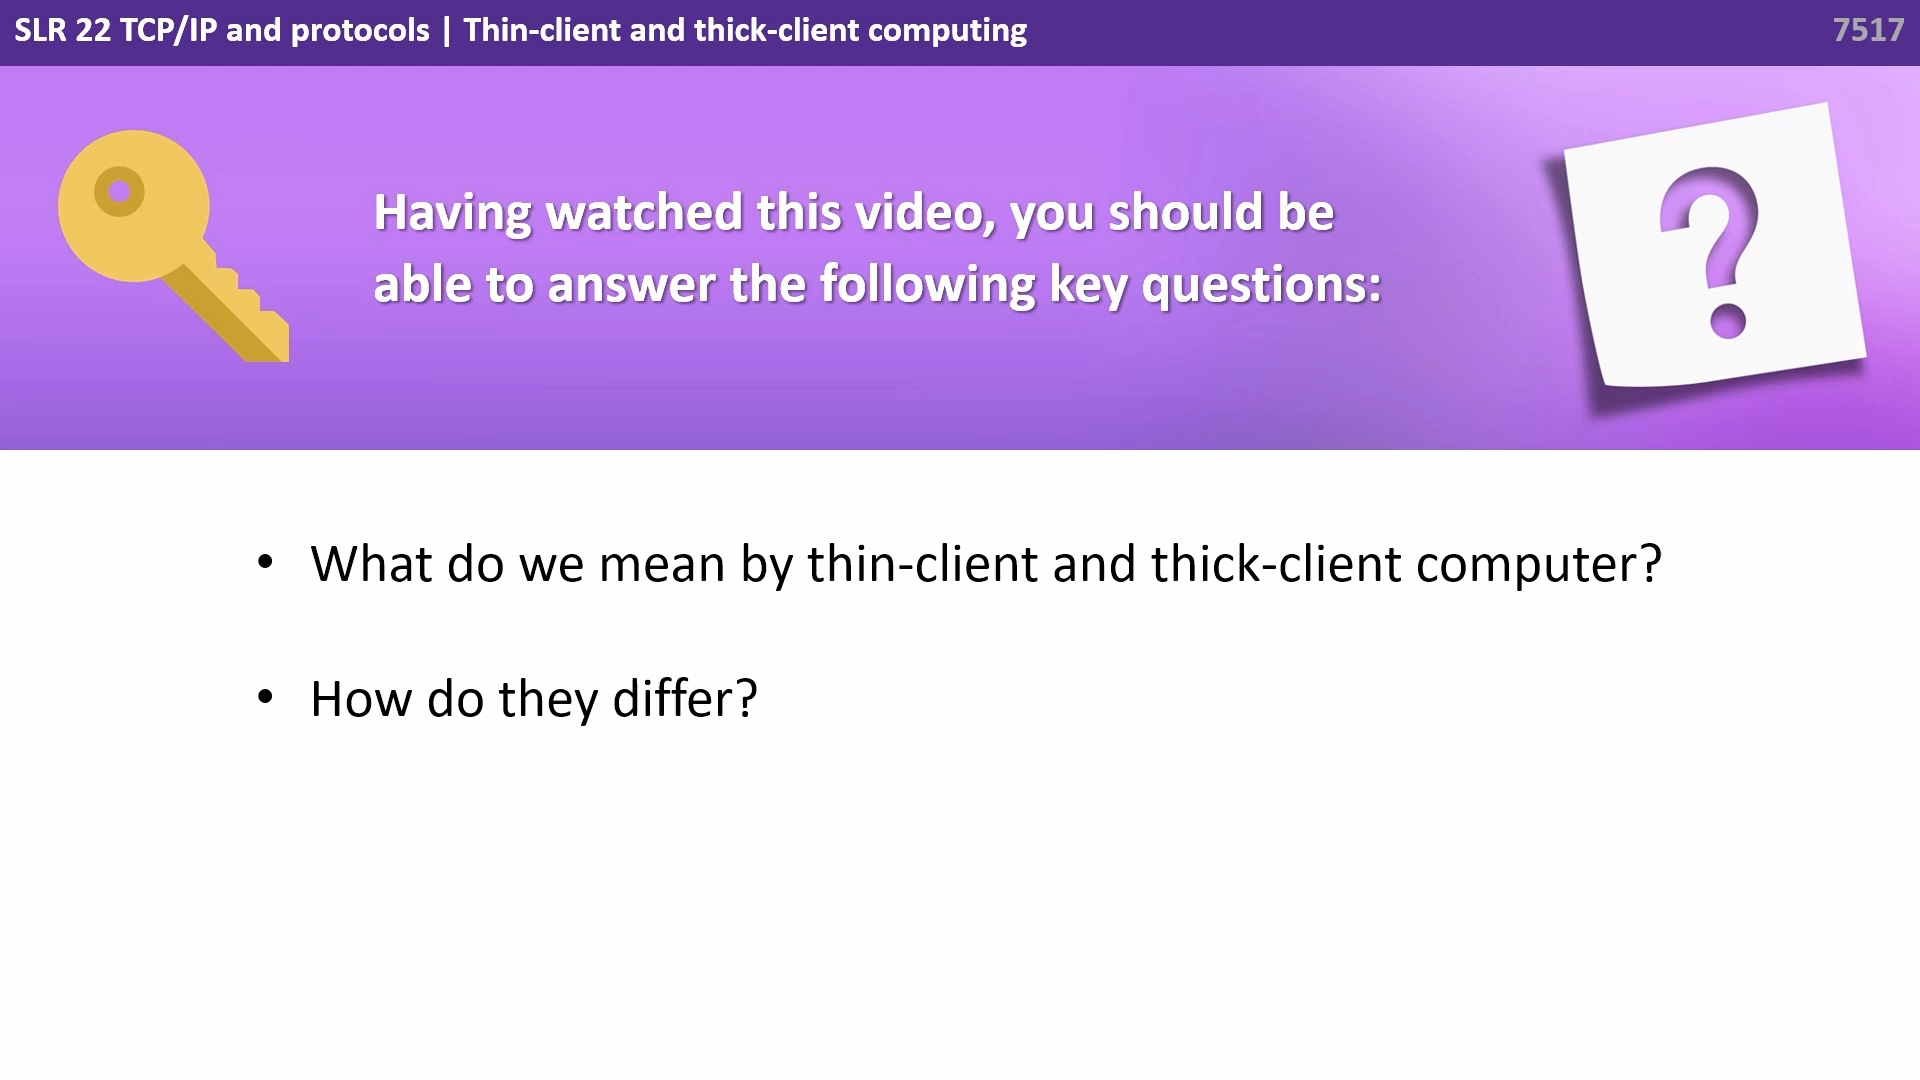 SLR 22 TCP/IP and protocols | Thin-client and thick-client computing
7517
Having watched this video, you should be
able to answer the following key questions:
?
• What do we mean by thin-client and thick-client computer?
• How do they differ?